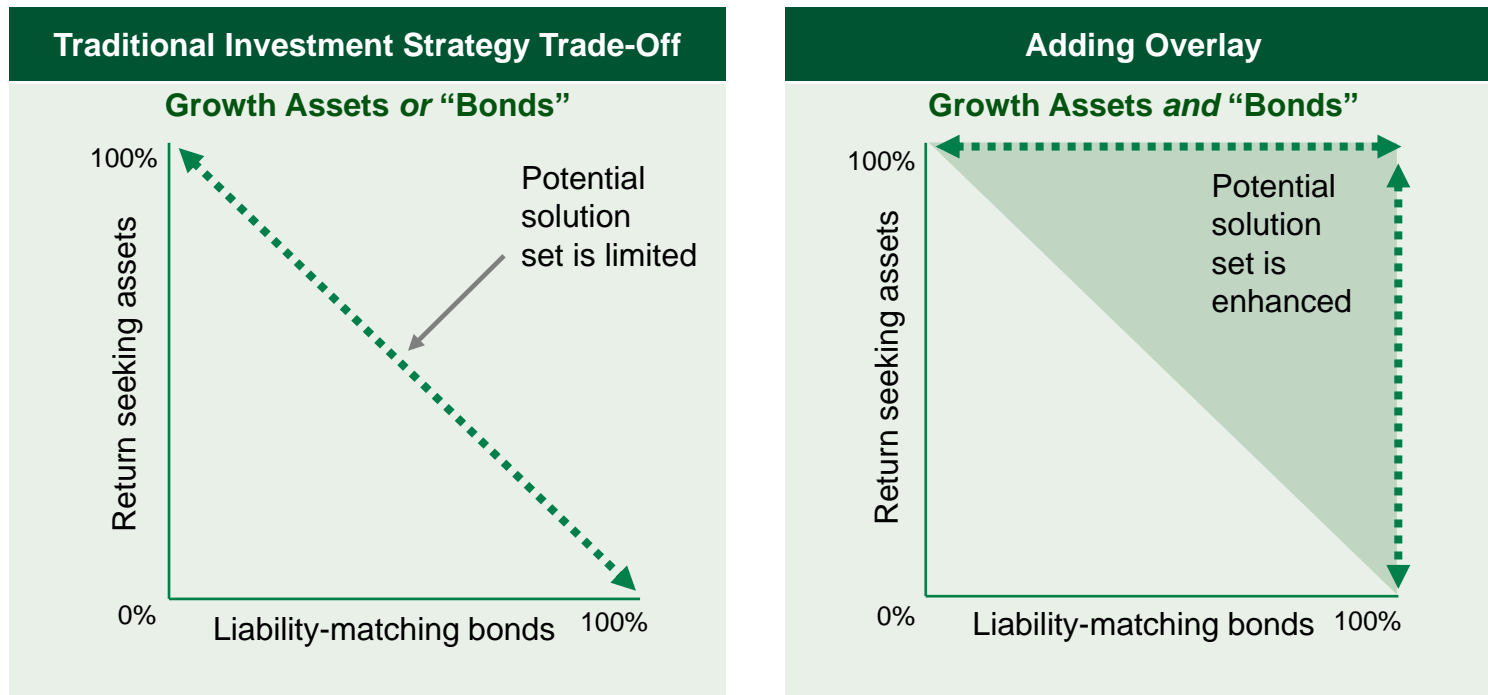 Traditional Investment Strategy Trade-Off
Growth Assets or “Bonds”
100%
Potential
solution
set is limited
Return seeking assets
0%
Liability-matching bonds
100%
Adding Overlay
Growth Assets and “Bonds”
100%
Potential
solution
set is
enhanced
Return seeking assets
0%
Liability-matching bonds
100%